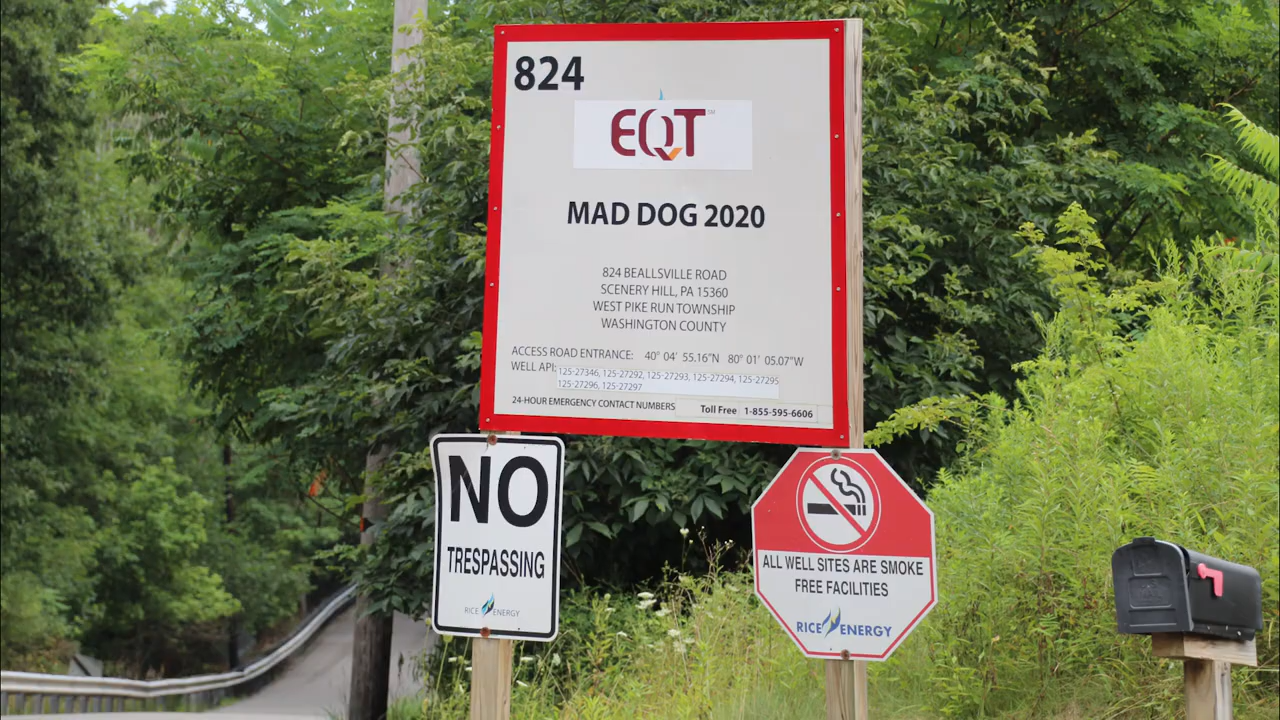 824
EQT
MAD DOG 2020
824 BEALLSVILLE ROAD
SCENERY HILL, PA 15360
WEST PIKE RUN TOWNSHIP
WASHINGTON COUNTY
ACCESS ROAD ENTRANCE: 40° 04' 55.16"N 80° 01' 05.07"W
WELL API: 125-27346, 125-27292, 125-27293, 125-27294, 125-27295
125-27296, 125-27297
24-HOUR EMERGENCY CONTACT NUMBERS Toll Free 1-855-595-6606
NO
TRESPASSING
RICE ENERGY
ALL WELL SITES ARE SMOKE
FREE FACILITIES
RICE ENERGY